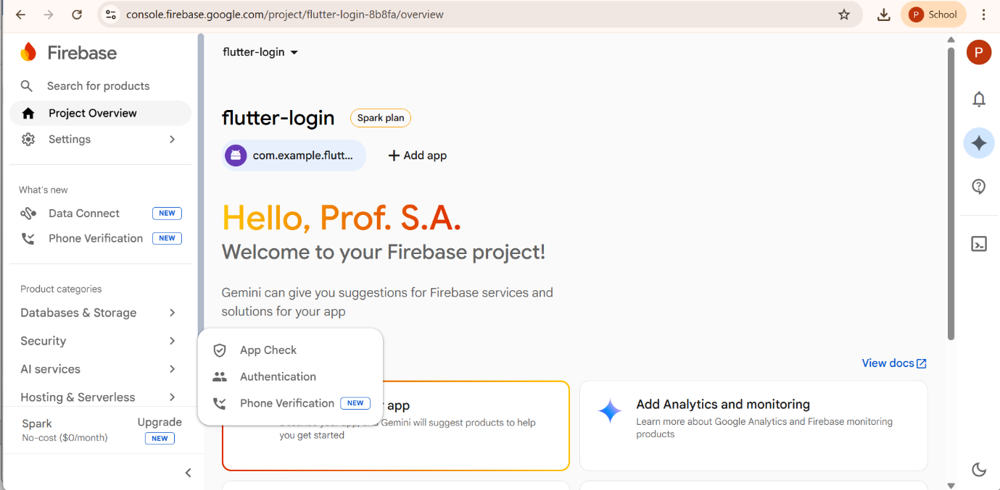 console.firebase.google.com/project/flutter-login-8b8fa/overview
P School
Firebase
Search for products
Project Overview
Settings
What's new
Data Connect NEW
Phone Verification NEW
Product categories
Databases & Storage
Security
AI services
Hosting & Serverless
Spark
No-cost ($0/month)
Upgrade
NEW
flutter-login
flutter-login Spark plan
com.example.flutt... + Add app
Hello, Prof. S.A.
Welcome to your Firebase project!
Gemini can give you suggestions for Firebase services and
solutions for your app
App Check
Authentication
Phone Verification NEW
View docs
app
Gemini will suggest products to help
you get started
Add Analytics and monitoring
Learn more about Google Analytics and Firebase monitoring
products
P